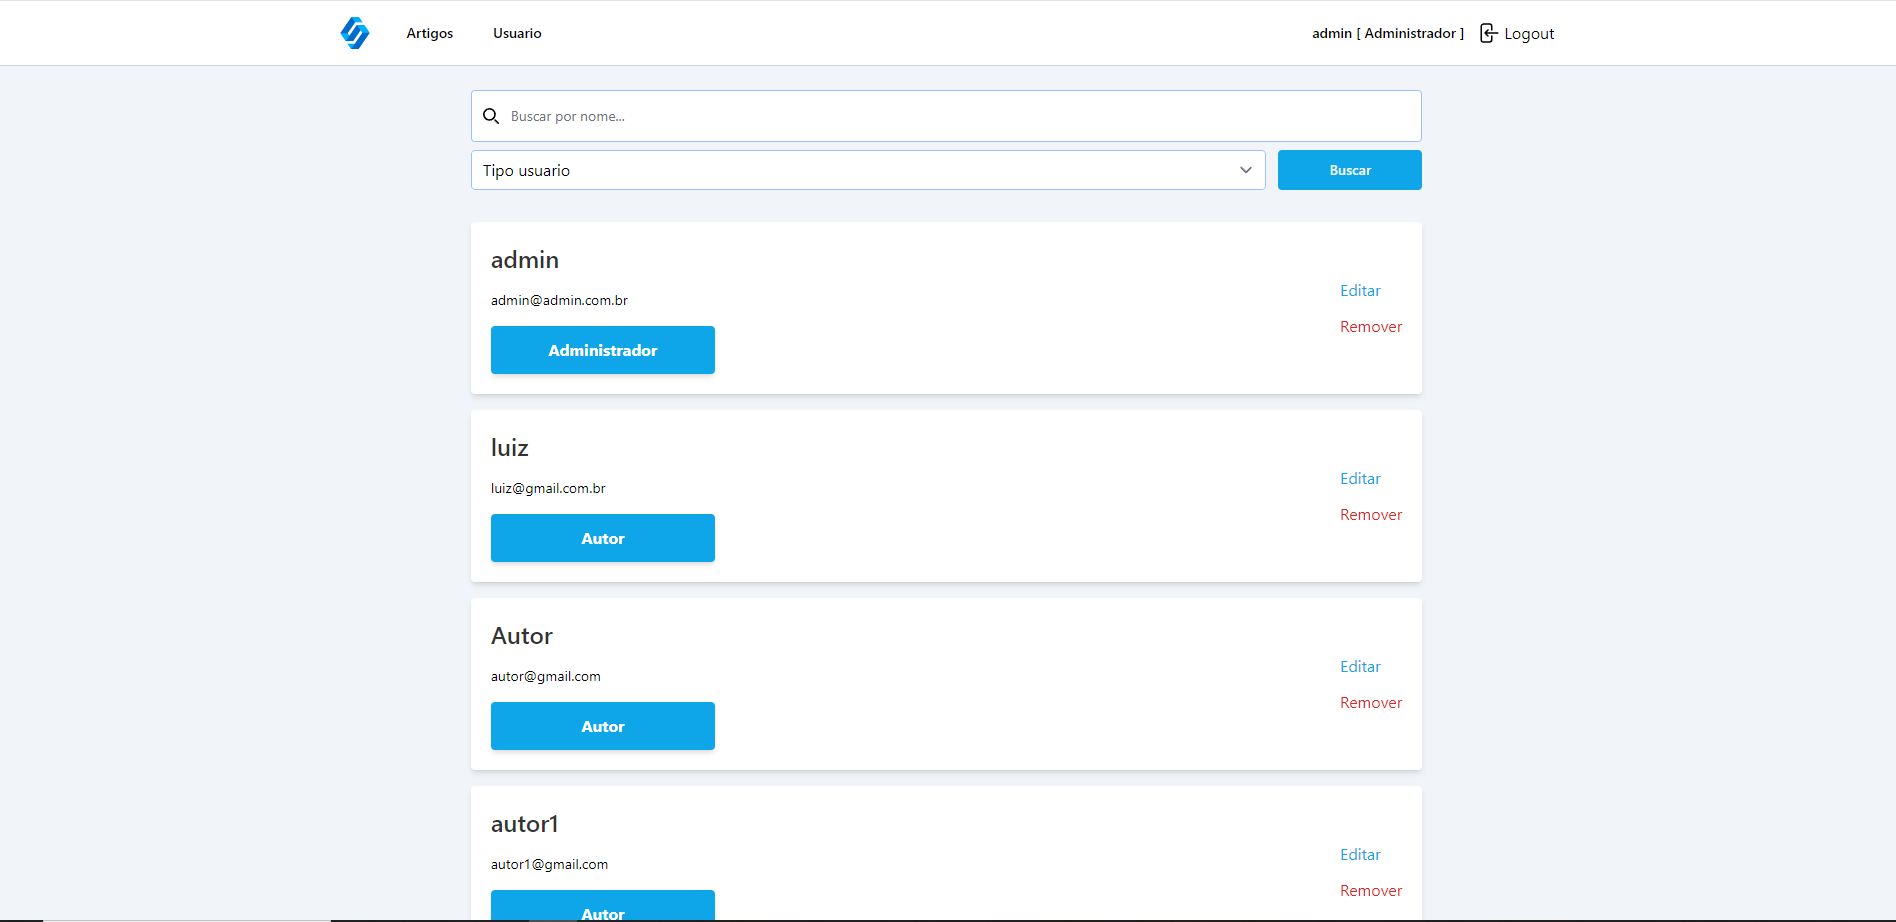 Artigos Usuario admin [ Administrador ] Logout
Buscar por nome...
Tipo usuario Buscar
admin
admin@admin.com.br
Editar
Remover
Administrador
luiz
luiz@gmail.com.br
Editar
Remover
Autor
Autor
autor@gmail.com
Editar
Remover
Autor
autor1
autor1@gmail.com
Editar
Remover
Autor